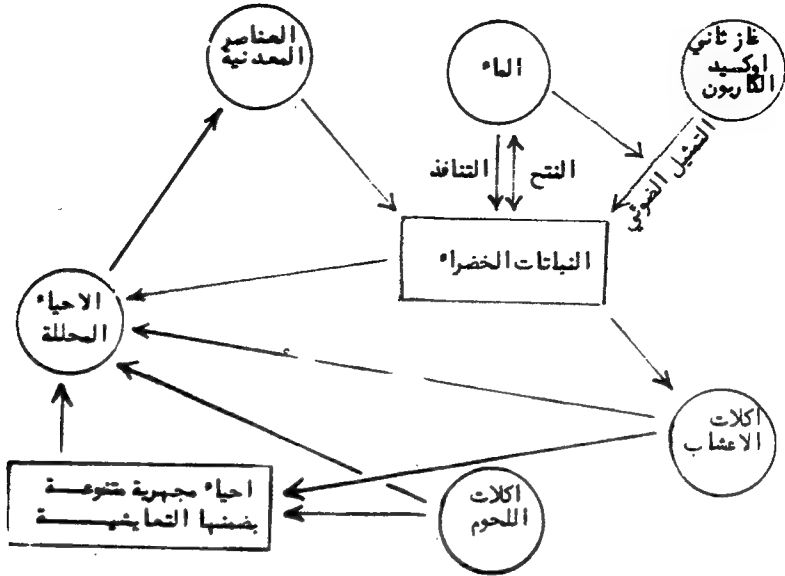 العناصر
المعدنية
الماء
غاز ثاني
اوكسيد
الكاربون
التمثيل الضوئي
التنافذ
النتح
النباتات الخضراء
الاحياء
المحللة
اكلات
الاعشاب
اكلات
اللحوم
احياء مجهرية متنوعة
بضمنها التعايشية